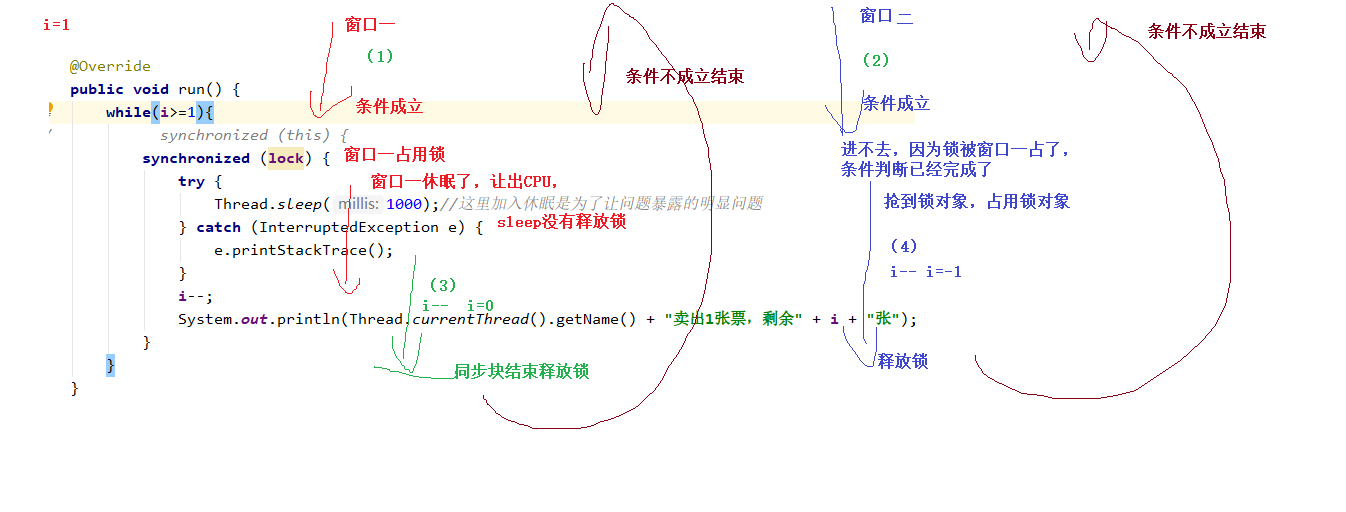 i=1
窗口一
窗口 二
条件不成立结束
(1)
(2)
条件不成立结束
@Override
public void run() {
条件成立
条件成立
while(i>=1){
synchronized (this) {
进不去，因为锁被窗口一占了，
条件判断已经完成了
synchronized (lock) {
窗口一占用锁
try {
窗口一休眠了，让出CPU，
抢到锁对象，占用锁对象
Thread.sleep( millis: 1000);//这里加入休眠是为了让问题暴露的明显问题
} catch (InterruptedException e) {
sleep没有释放锁
e.printStackTrace();
(4)
i-- i=-1
}
(3)
i--;
i-- i=0
System.out.println(Thread.currentThread().getName() + "卖出1张票，剩余" + i + "张");
}
}
同步块结束释放锁
释放锁
}